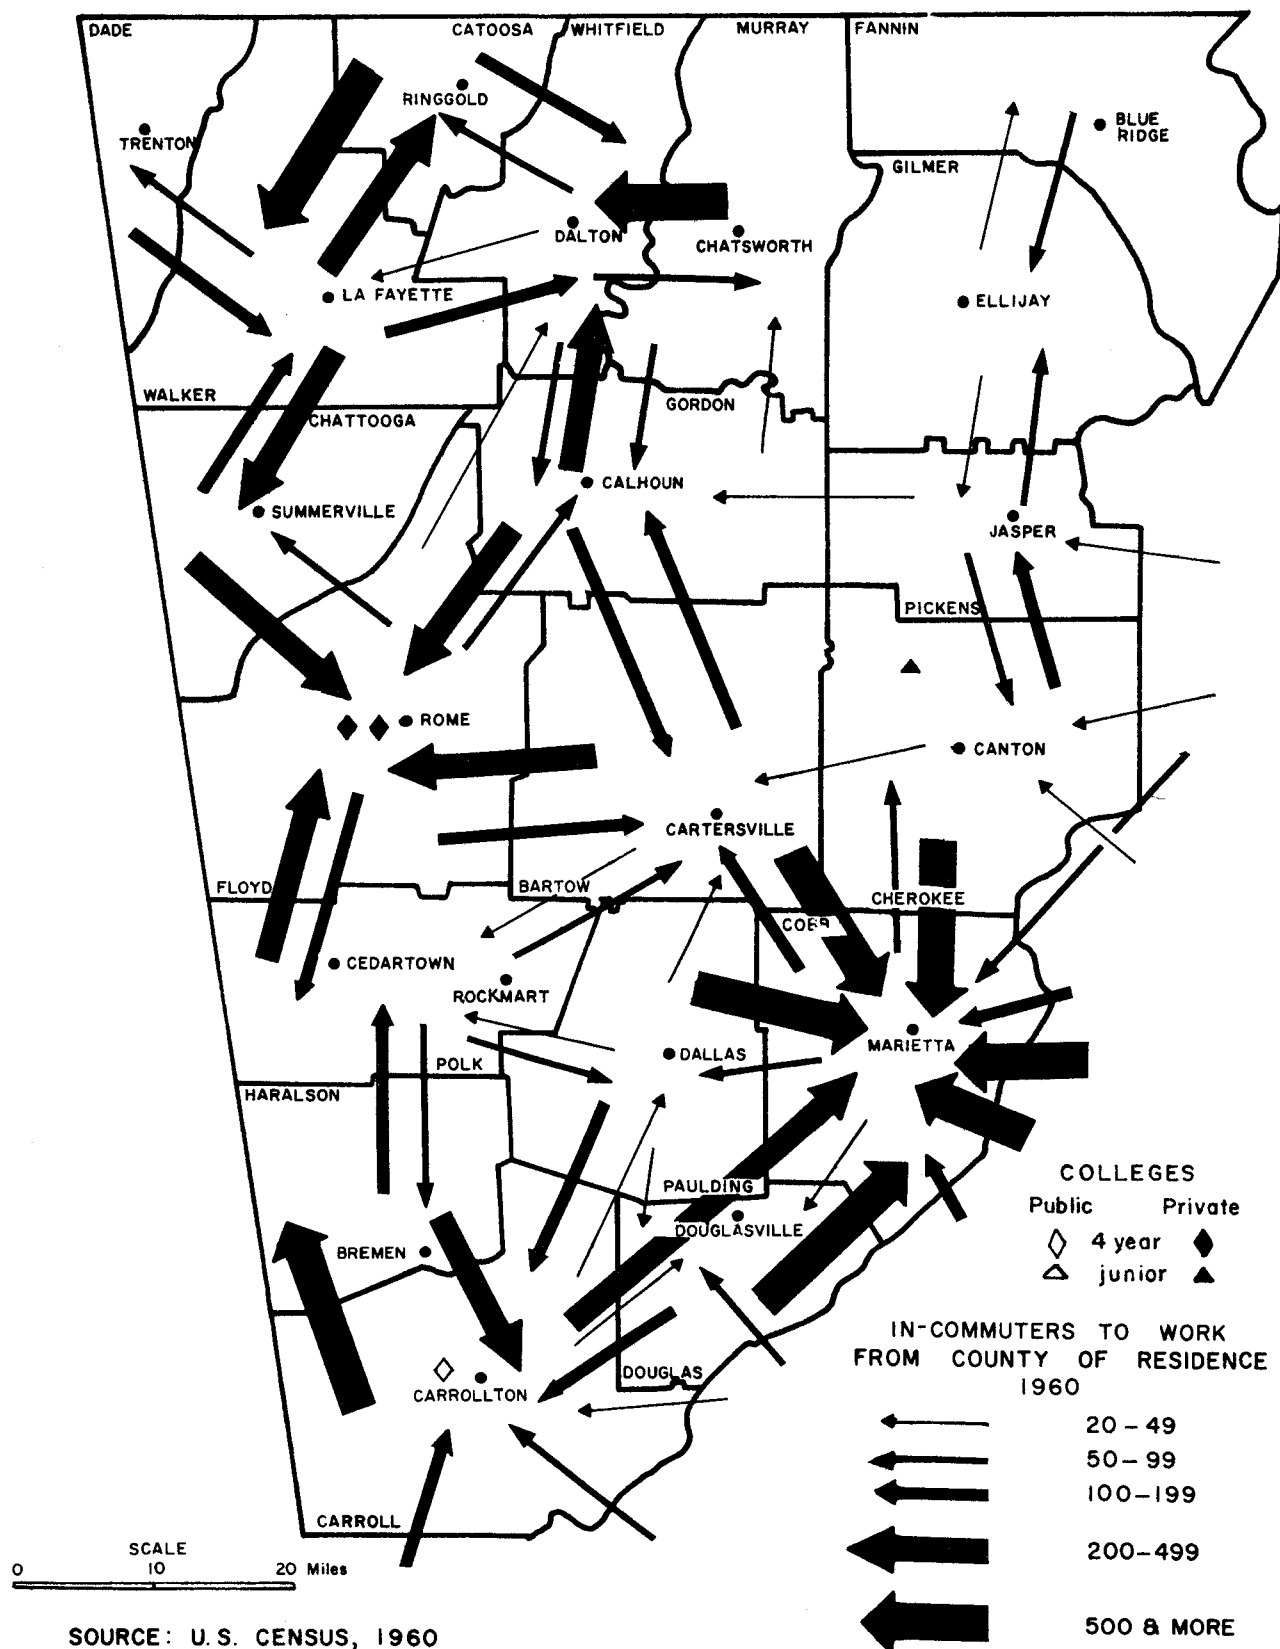 DADE
CATOOSA
WHITFIELD
MURRAY
FANNIN
RINGGOLD
BLUE
RIDGE
TRENTON
GILMER
DALTON
CHATSWORTH
LA FAYETTE
ELLIJAY
WALKER
CHATTOOGA
GORDON
CALHOUN
SUMMERVILLE
JASPER
PICKENS
ROME
CANTON
CARTERSVILLE
FLOYD
BARTOW
CHEROKEE
COBB
CEDARTOWN
ROCKMART
MARIETTA
DALLAS
POLK
HARALSON
PAULDING
DOUGLASVILLE
BREMEN
DOUGLAS
CARROLLTON
CARROLL
COLLEGES
Public Private
4 year
junior
IN-COMMUTERS TO WORK
FROM COUNTY OF RESIDENCE
1960
20-49
50-99
100-199
200-499
500 & MORE
SCALE
0 10 20 Miles
SOURCE: U.S. CENSUS, 1960